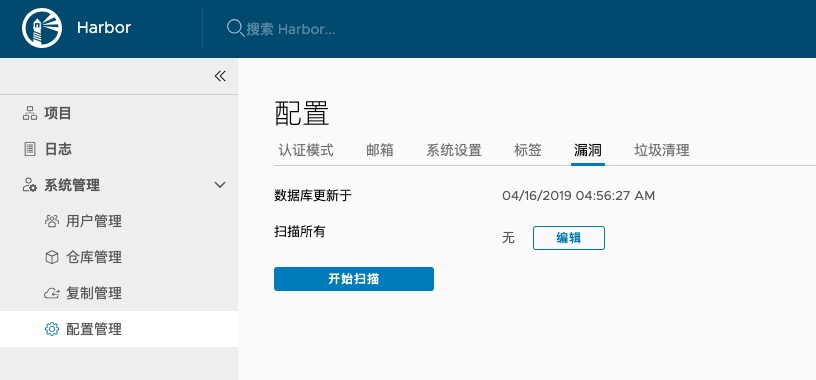 Harbor
搜索 Harbor...
项目
日志
系统管理
用户管理
仓库管理
复制管理
配置管理
配置
认证模式 邮箱 系统设置 标签 漏洞 垃圾清理
数据库更新于 04/16/2019 04:56:27 AM
扫描所有 无 编辑
开始扫描